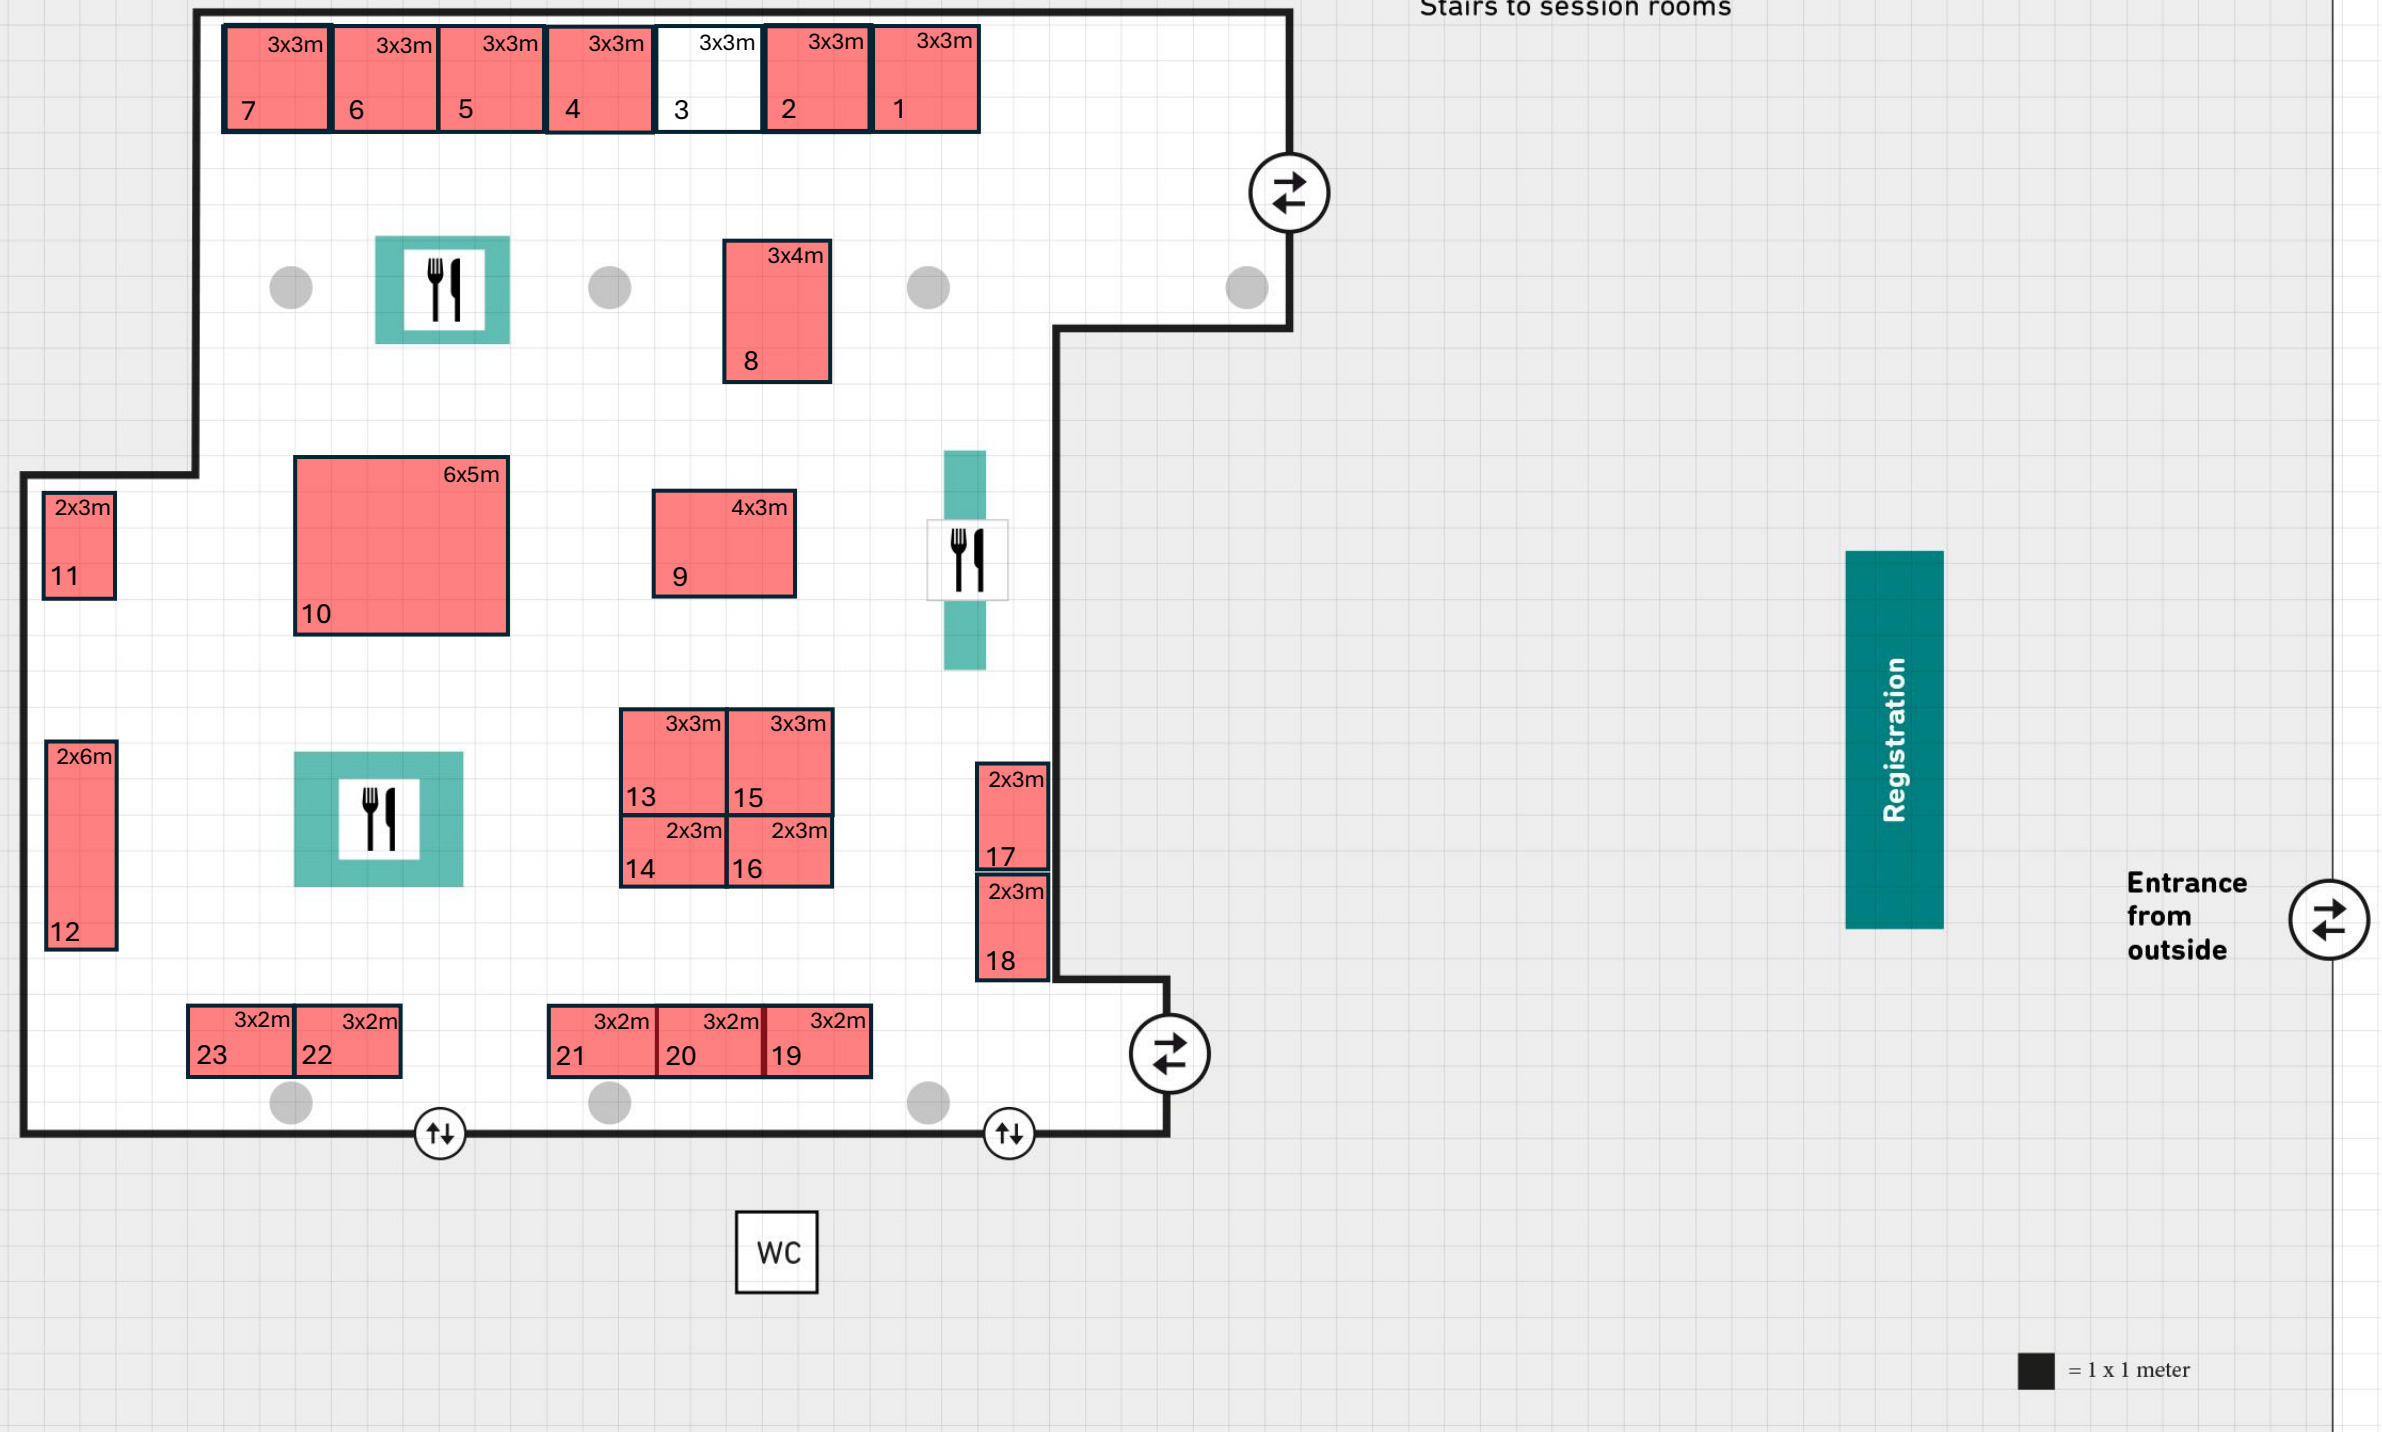 Stairs to session rooms
3x3m
7
3x3m
6
3x3m
5
3x3m
4
3x3m
3
3x3m
2
3x3m
1
3x4m
8
6x5m
10
4x3m
9
2x3m
11
2x6m
12
3x3m
13
3x3m
15
2x3m
14
2x3m
16
2x3m
17
2x3m
18
3x2m
23
3x2m
22
3x2m
21
3x2m
20
3x2m
19
Registration
Entrance
from
outside
WC
= 1 x 1 meter